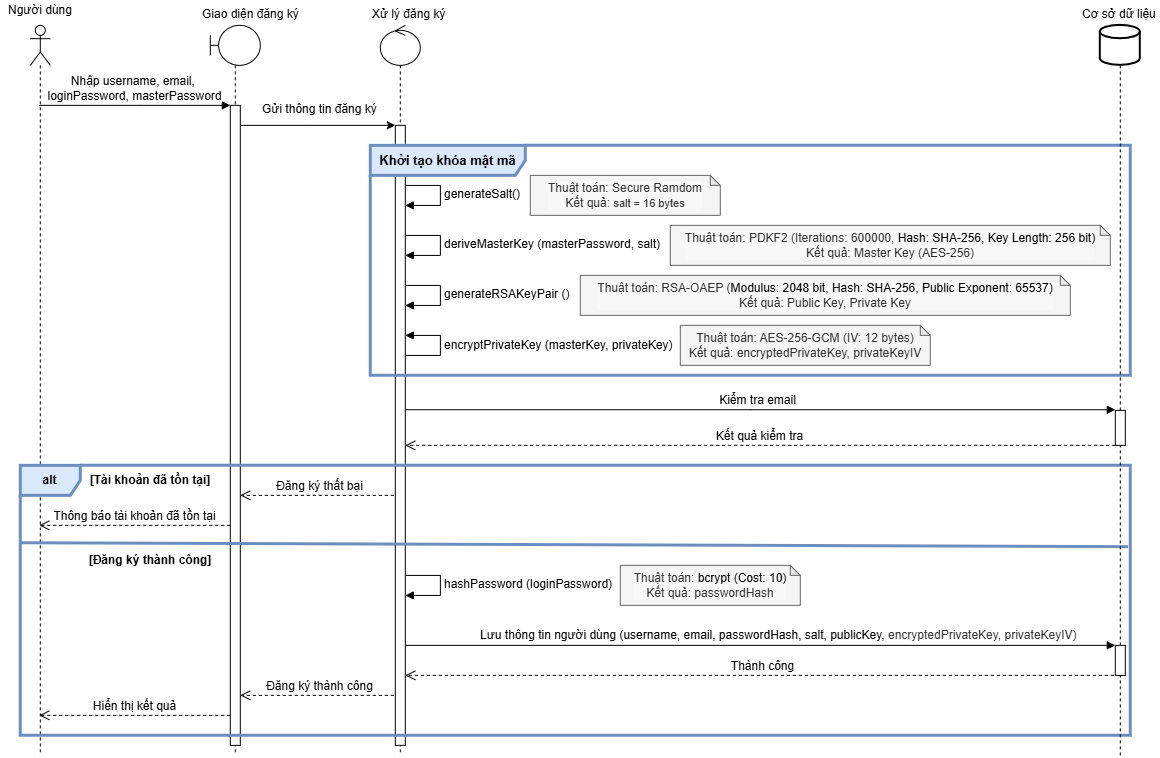 Người dùng
Giao diện đăng ký
Xử lý đăng ký
Cơ sở dữ liệu
Nhập username, email,
loginPassword, masterPassword
Gửi thông tin đăng ký
Khởi tạo khóa mật mã
generateSalt()
Thuật toán: Secure Ramdom
Kết quả: salt = 16 bytes
deriveMasterKey (masterPassword, salt)
Thuật toán: PDKF2 (Iterations: 600000, Hash: SHA-256, Key Length: 256 bit)
Kết quả: Master Key (AES-256)
generateRSAKeyPair ()
Thuật toán: RSA-OAEP (Modulus: 2048 bit, Hash: SHA-256, Public Exponent: 65537)
Kết quả: Public Key, Private Key
encryptPrivateKey (masterKey, privateKey)
Thuật toán: AES-256-GCM (IV: 12 bytes)
Kết quả: encryptedPrivateKey, privateKeyIV
Kiểm tra email
Kết quả kiểm tra
alt
[Tài khoản đã tồn tại]
Đăng ký thất bại
Thông báo tài khoản đã tồn tại
[Đăng ký thành công]
hashPassword (loginPassword)
Thuật toán: bcrypt (Cost: 10)
Kết quả: passwordHash
Lưu thông tin người dùng (username, email, passwordHash, salt, publicKey, encryptedPrivateKey, privateKeyIV)
Thành công
Đăng ký thành công
Hiển thị kết quả